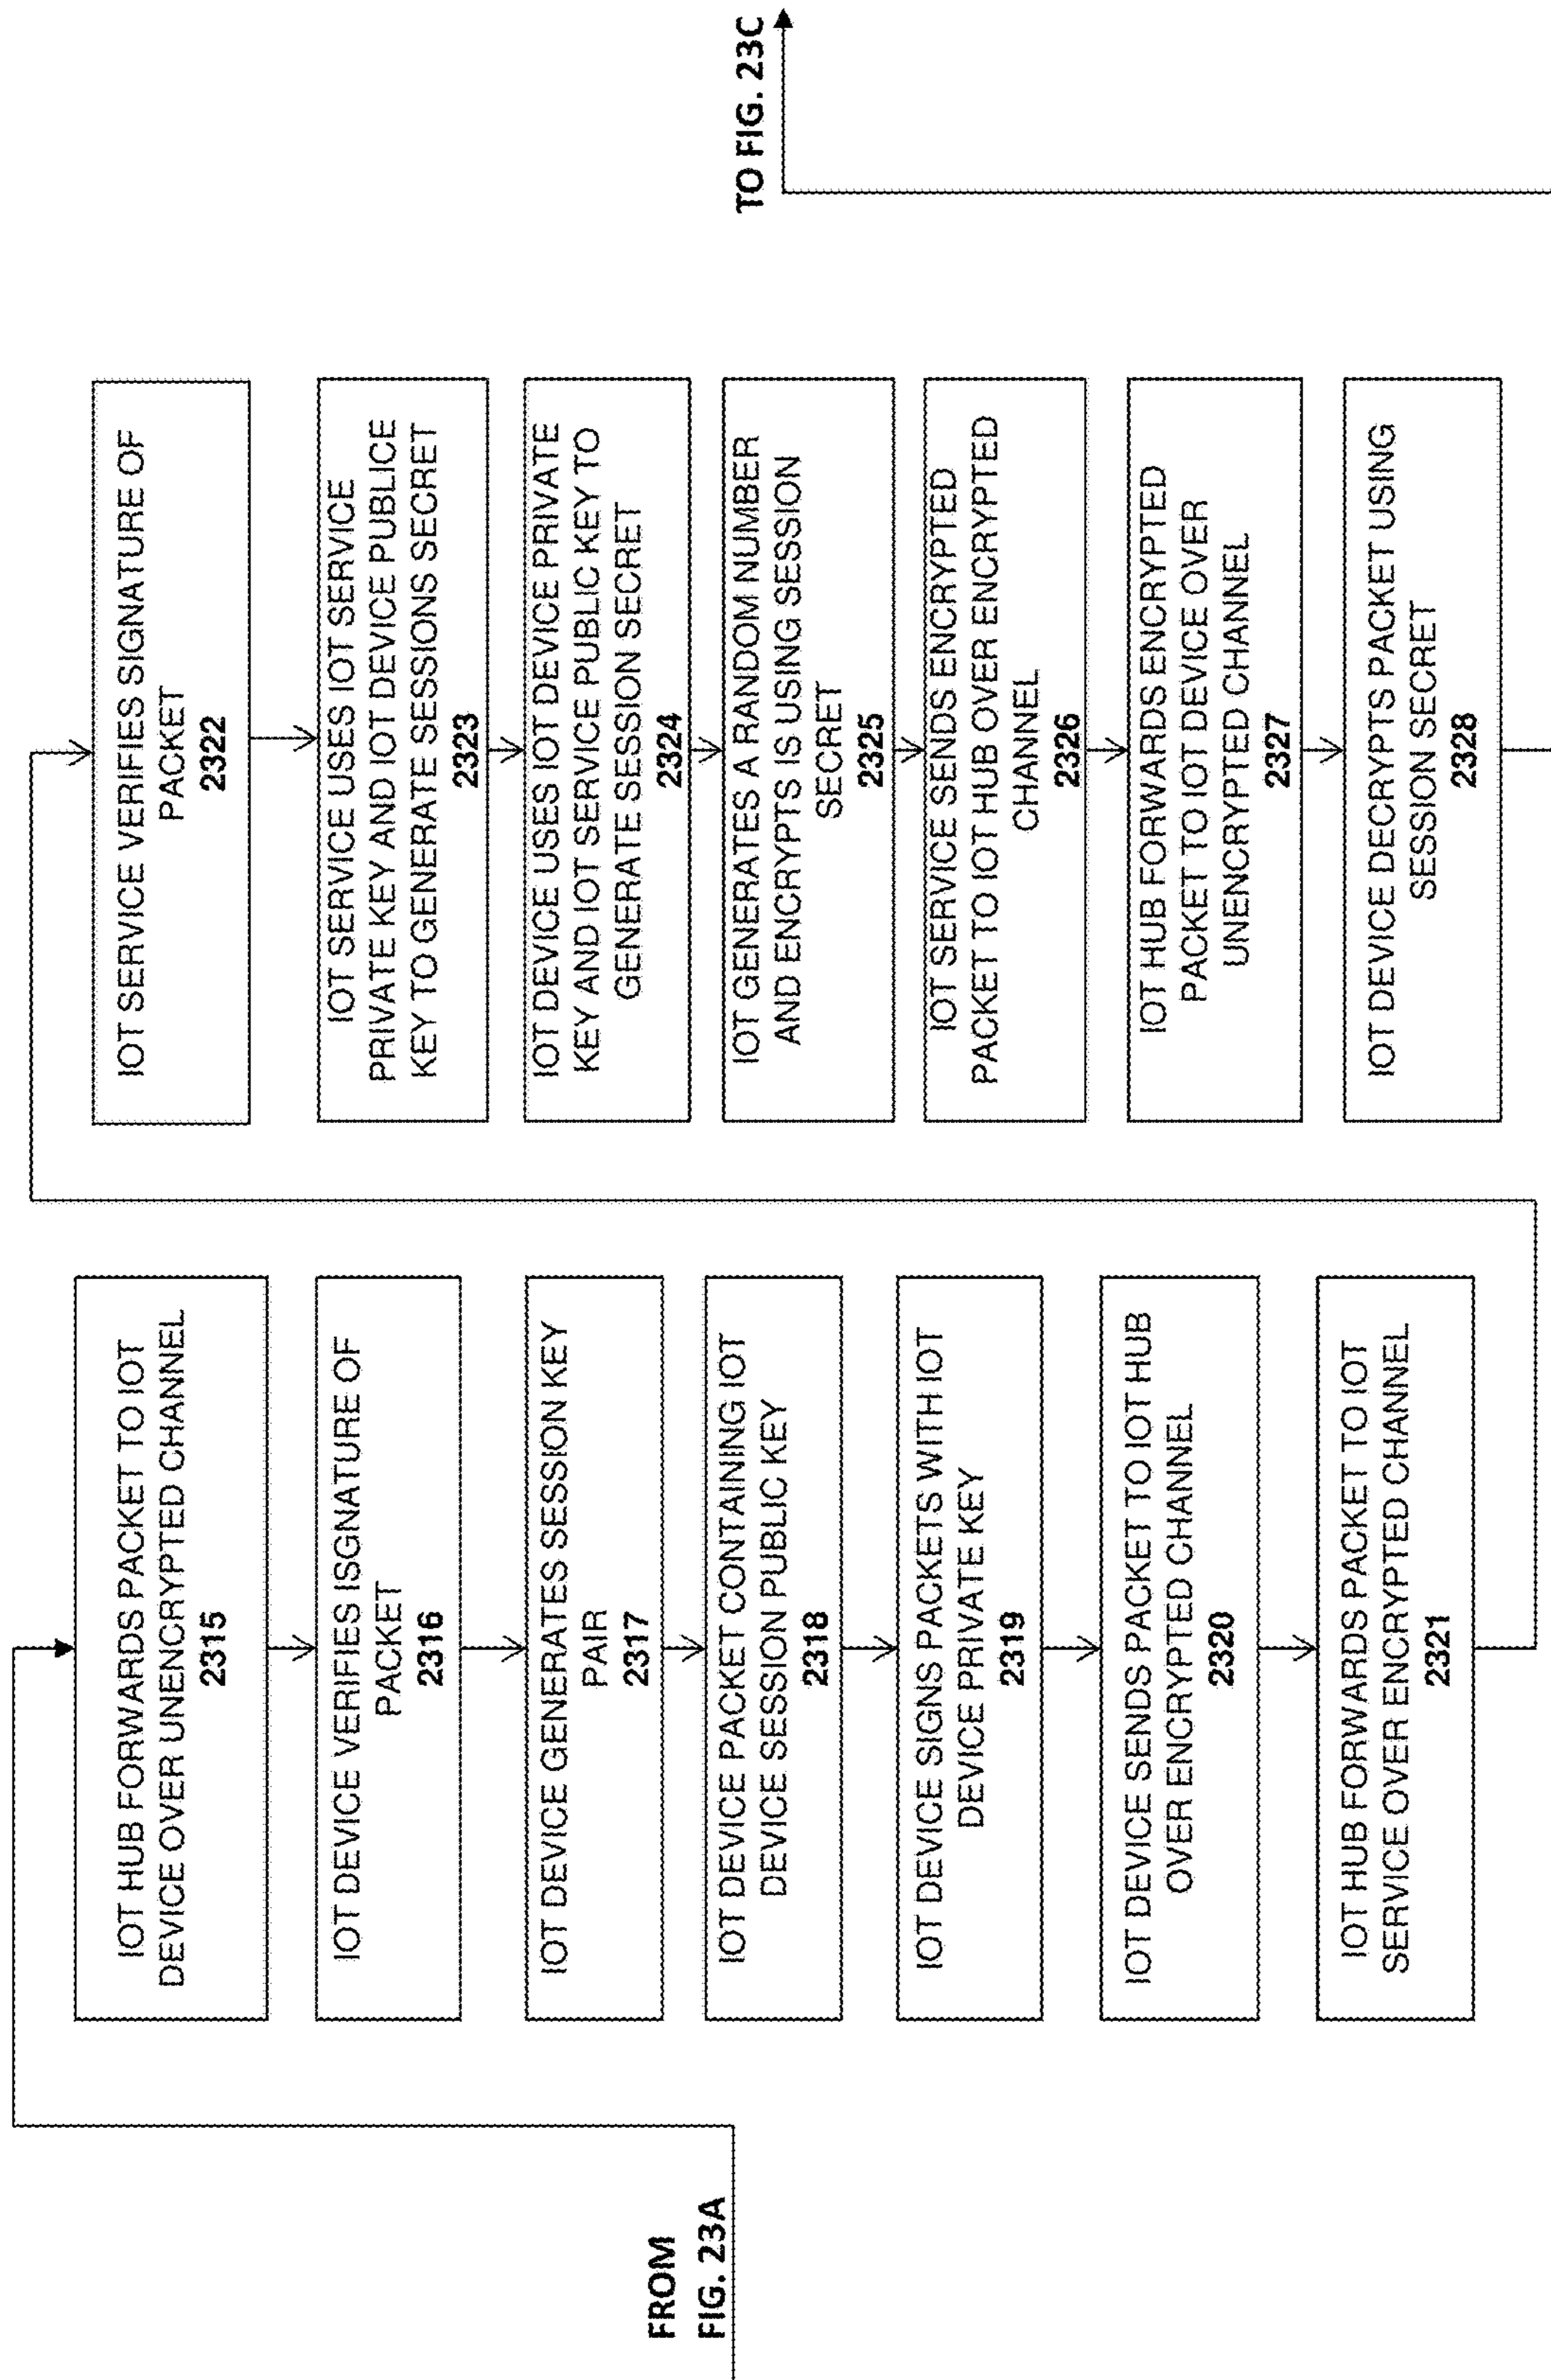 FROM
FIG. 23A
IOT HUB FORWARDS PACKET TO IOT
DEVICE OVER UNENCRYPTED CHANNEL
2315
IOT DEVICE VERIFIES ISGNATURE OF
PACKET
2316
IOT DEVICE GENERATES SESSION KEY
PAIR
2317
IOT DEVICE PACKET CONTAINING IOT
DEVICE SESSION PUBLIC KEY
2318
IOT DEVICE SIGNS PACKETS WITH IOT
DEVICE PRIVATE KEY
2319
IOT DEVICE SENDS PACKET TO IOT HUB
OVER ENCRYPTED CHANNEL
2320
IOT HUB FORWARDS PACKET TO IOT
SERVICE OVER ENCRYPTED CHANNEL
2321
IOT SERVICE VERIFIES SIGNATURE OF
PACKET
2322
IOT SERVICE USES IOT SERVICE
PRIVATE KEY AND IOT DEVICE PUBLICE
KEY TO GENERATE SESSIONS SECRET
2323
IOT DEVICE USES IOT DEVICE PRIVATE
KEY AND IOT SERVICE PUBLIC KEY TO
GENERATE SESSION SECRET
2324
IOT GENERATES A RANDOM NUMBER
AND ENCRYPTS IS USING SESSION
SECRET
2325
IOT SERVICE SENDS ENCRYPTED
PACKET TO IOT HUB OVER ENCRYPTED
CHANNEL
2326
IOT HUB FORWARDS ENCRYPTED
PACKET TO IOT DEVICE OVER
UNENCRYPTED CHANNEL
2327
IOT DEVICE DECRYPTS PACKET USING
SESSION SECRET
2328
TO FIG. 23C